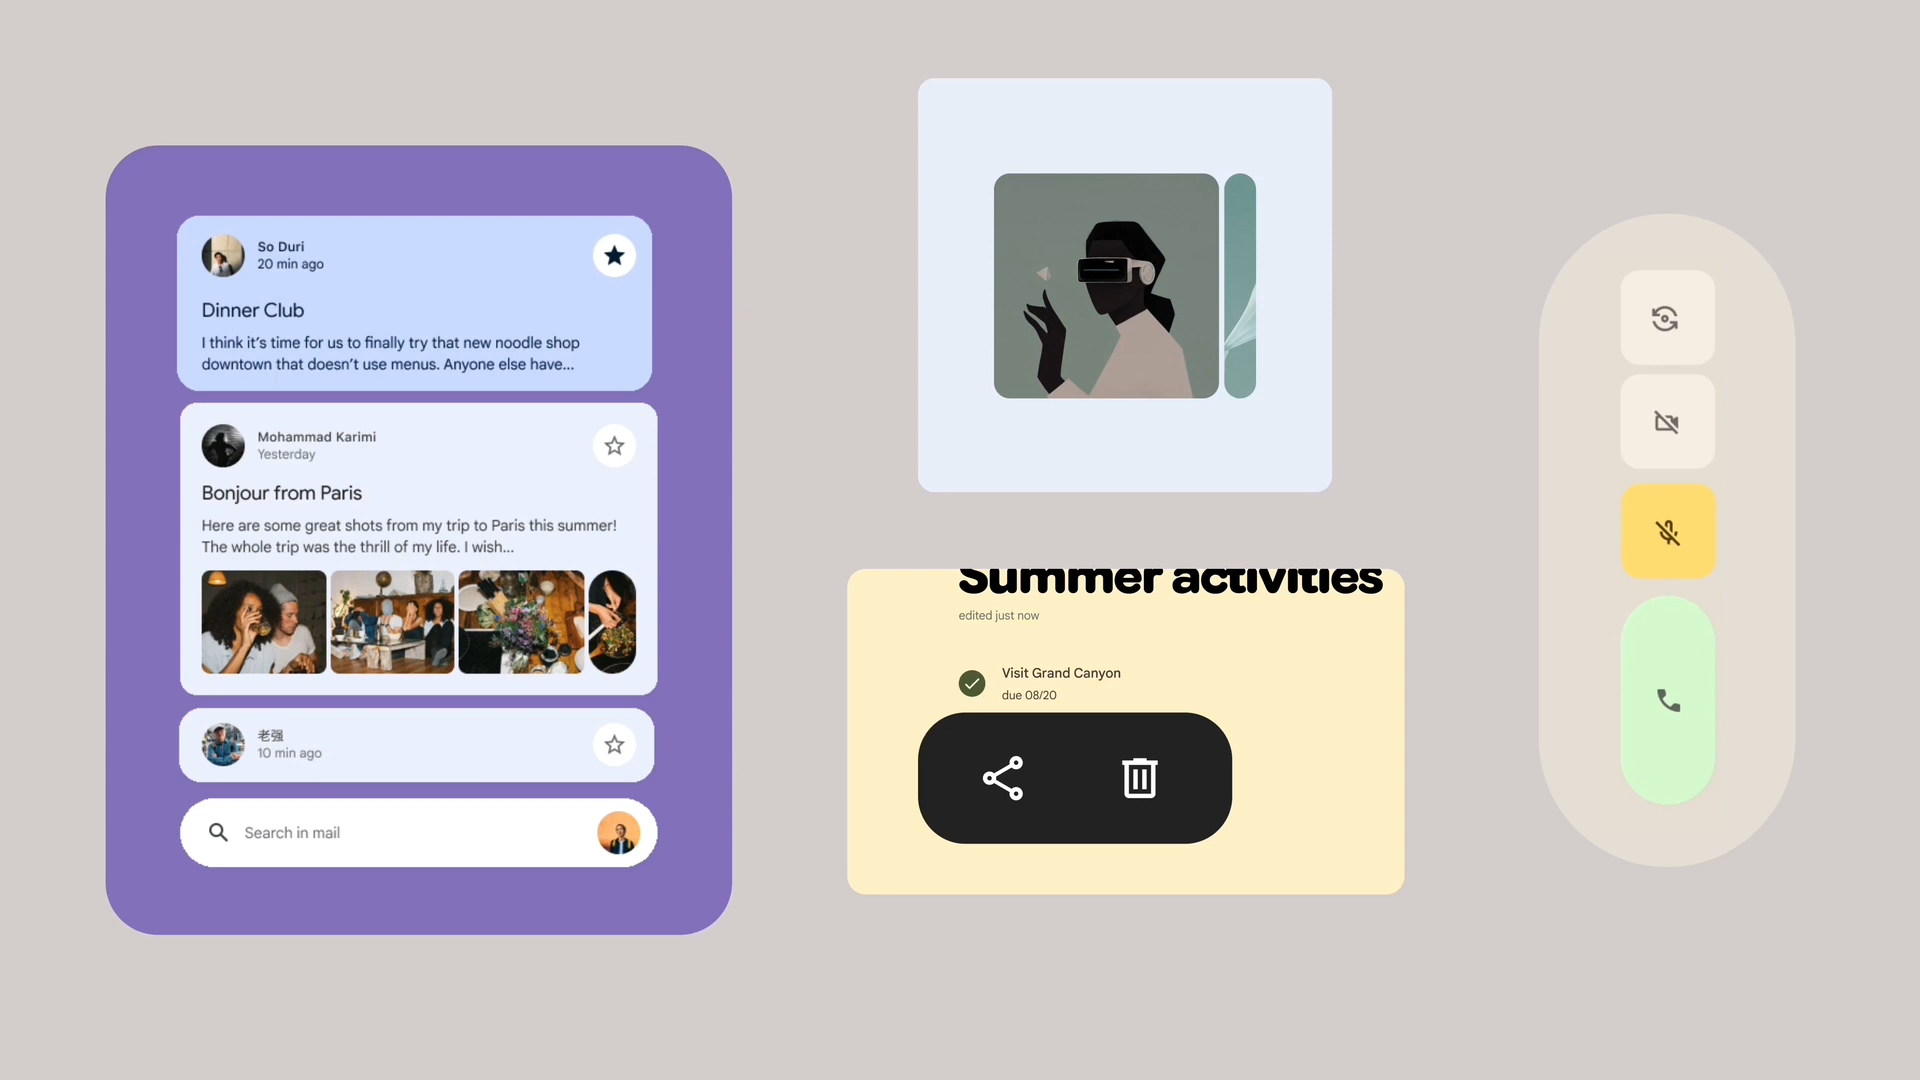 So Duri
20 min ago
Dinner Club
I think it’s time for us to finally try that new noodle shop
downtown that doesn’t use menus. Anyone else have...
Mohammad Karimi
Yesterday
Bonjour from Paris
Here are some great shots from my trip to Paris this summer!
The whole trip was the thrill of my life. I wish...
老强
10 min ago
Search in mail
Summer activities
edited just now
Visit Grand Canyon
due 08/20